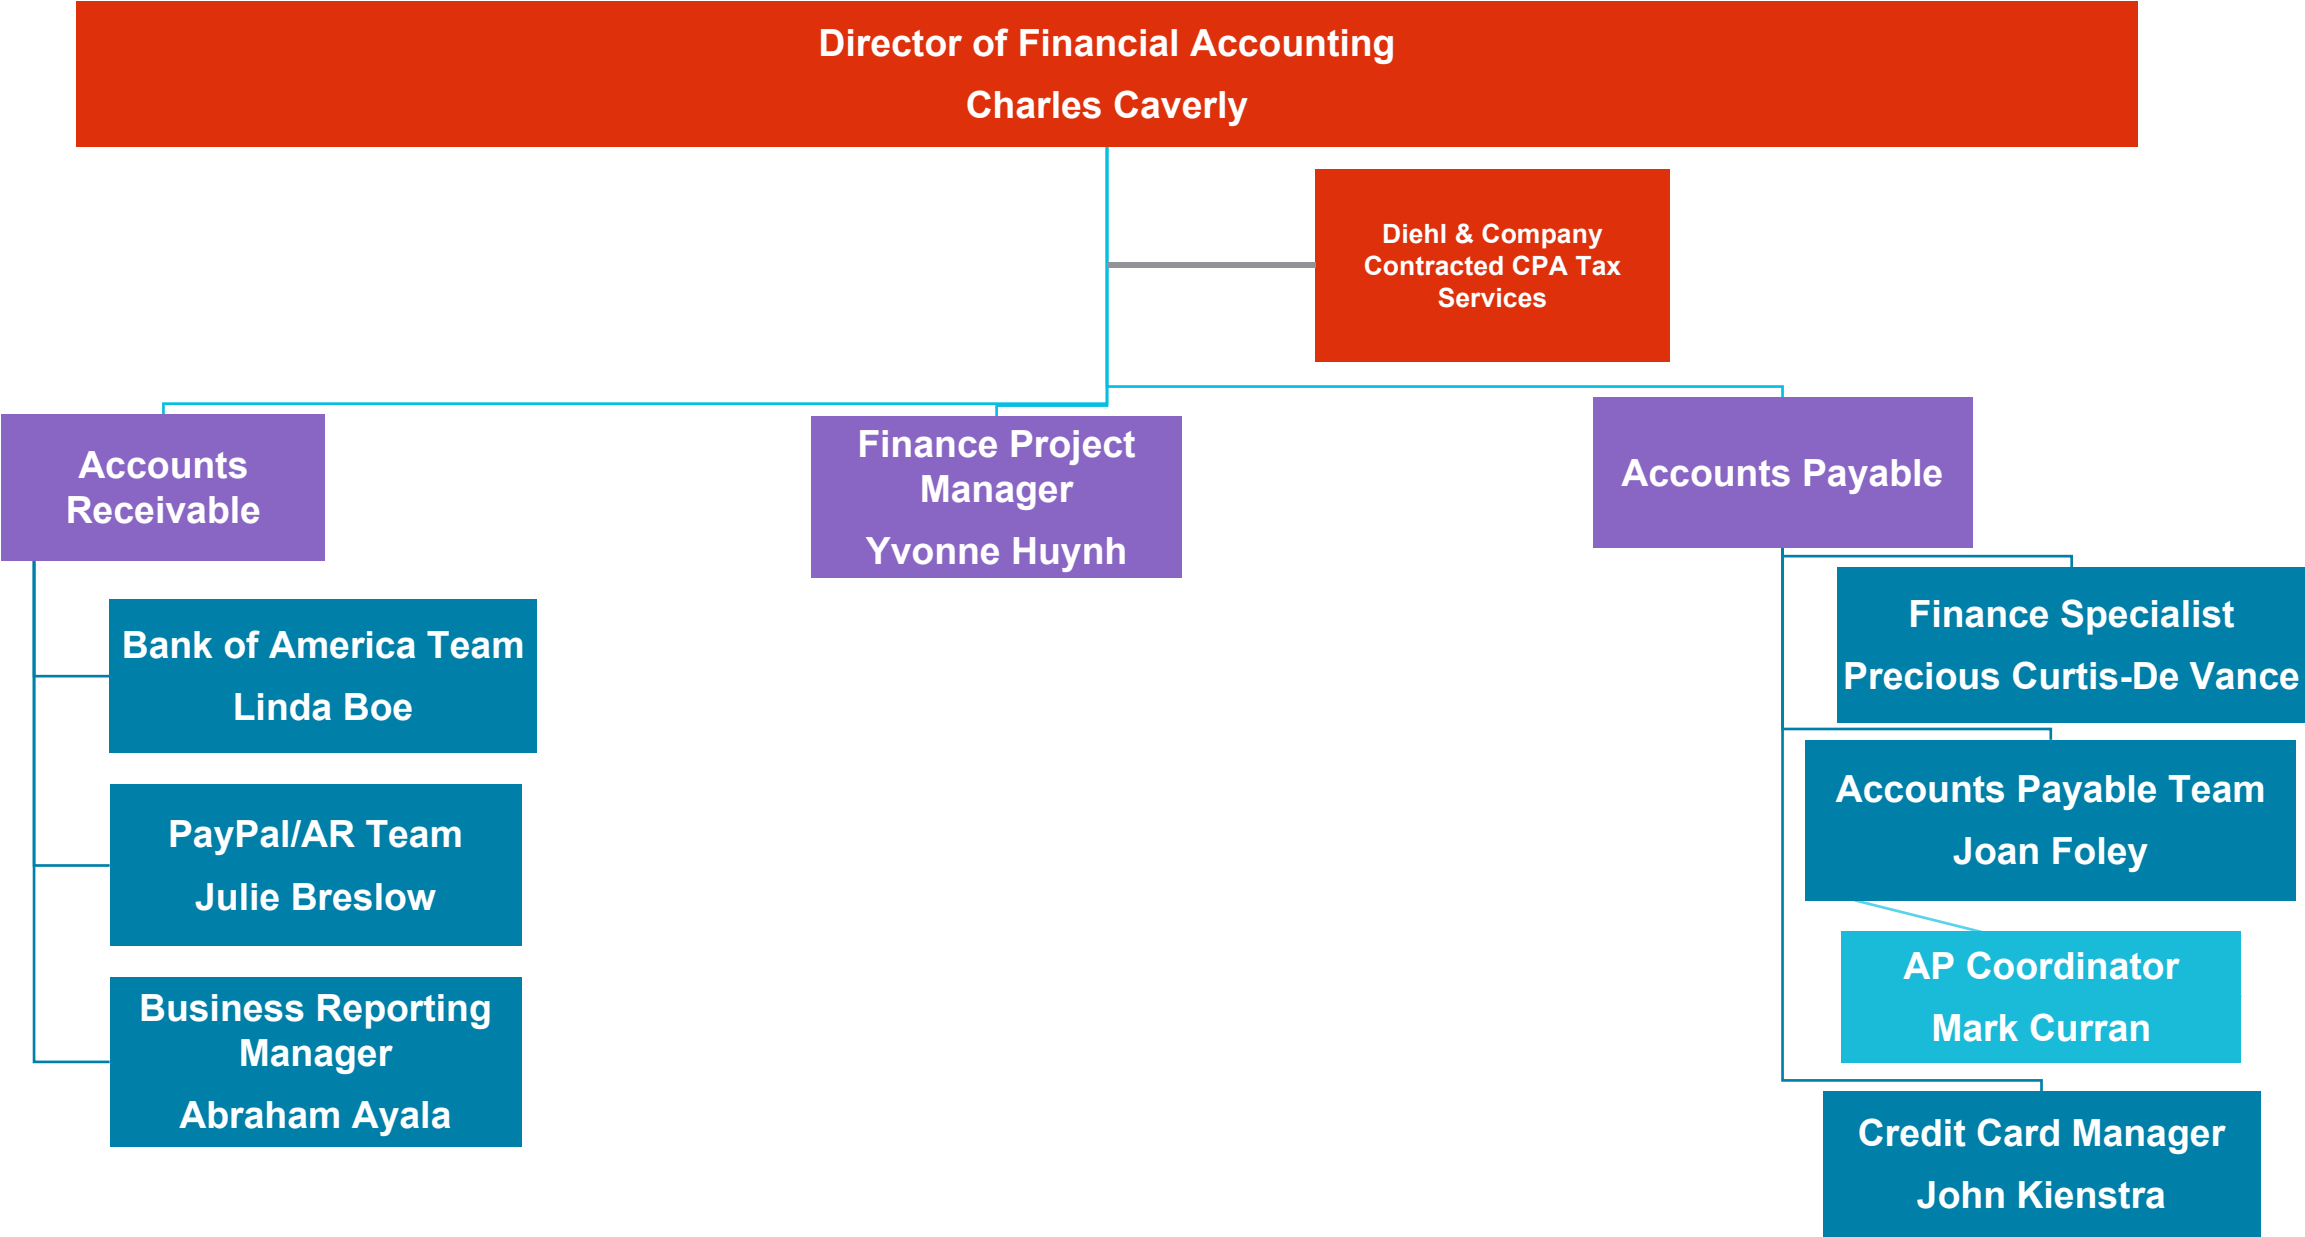 Director of Financial Accounting
Charles Caverly
Diehl & Company
Contracted CPA Tax
Services
Accounts
Receivable
Finance Project
Manager
Yvonne Huynh
Accounts Payable
Bank of America Team
Linda Boe
PayPal/AR Team
Julie Breslow
Business Reporting
Manager
Abraham Ayala
Finance Specialist
Precious Curtis-De Vance
Accounts Payable Team
Joan Foley
AP Coordinator
Mark Curran
Credit Card Manager
John Kienstra